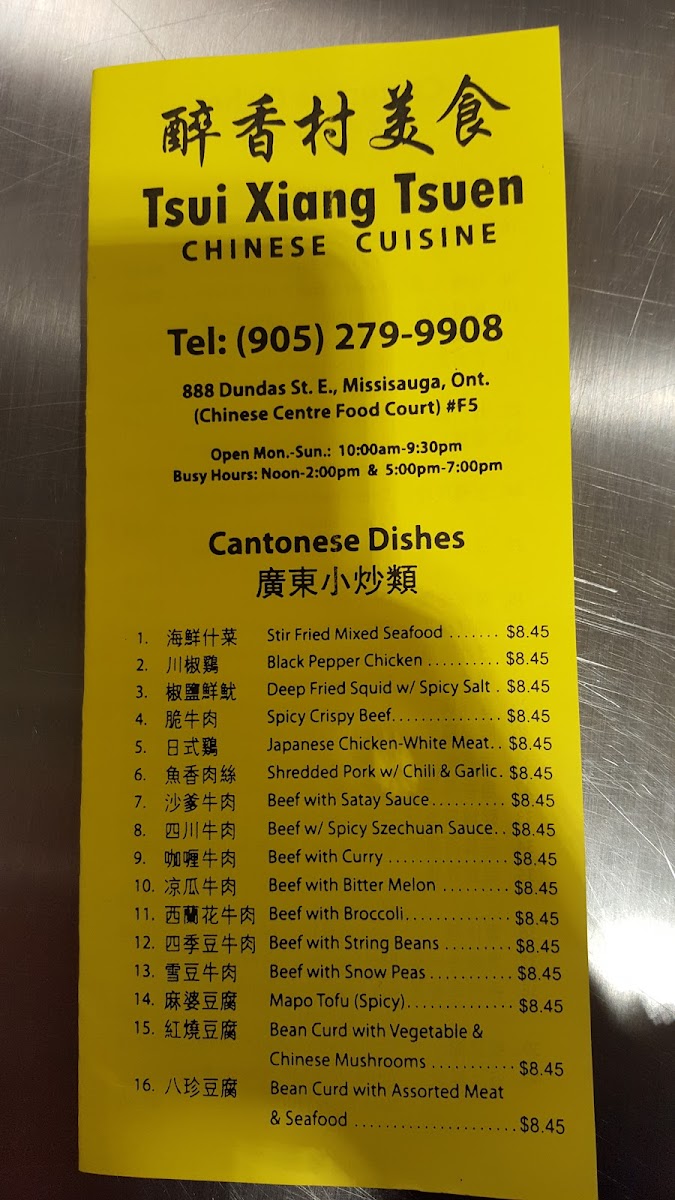 醉香村美食
Tsui Xiang Tsuen
CHINESE CUISINE
Tel: (905) 279-9908
888 Dundas St. E., Missisauga, Ont.
(Chinese Centre Food Court) #F5
Open Mon.-Sun.: 10:00am-9:30pm
Busy Hours: Noon-2:00pm & 5:00pm-7:00pm
Cantonese Dishes
廣東小炒類
1. 海鮮什菜 Stir Fried Mixed Seafood ....... $8.45
2. 川椒鷄 Black Pepper Chicken .......... $8.45
3. 椒鹽鮮魷 Deep Fried Squid w/ Spicy Salt . $8.45
4. 脆牛肉 Spicy Crispy Beef............... $8.45
5. 日式鷄 Japanese Chicken-White Meat.. $8.45
6. 魚香肉絲 Shredded Pork w/ Chili & Garlic. $8.45
7. 沙爹牛肉 Beef with Satay Sauce.......... $8.45
8. 四川牛肉 Beef w/ Spicy Szechuan Sauce.. $8.45
9. 咖喱牛肉 Beef with Curry ............... $8.45
10. 凉瓜牛肉 Beef with Bitter Melon ......... $8.45
11. 西蘭花牛肉 Beef with Broccoli............. $8.45
12. 四季豆牛肉 Beef with String Beans ......... $8.45
13. 雪豆牛肉 Beef with Snow Peas ........... $8.45
14. 麻婆豆腐 Mapo Tofu (Spicy)............. $8.45
15. 紅燒豆腐 Bean Curd with Vegetable &
Chinese Mushrooms ........... $8.45
16. 八珍豆腐 Bean Curd with Assorted Meat
& Seafood ..................... $8.45